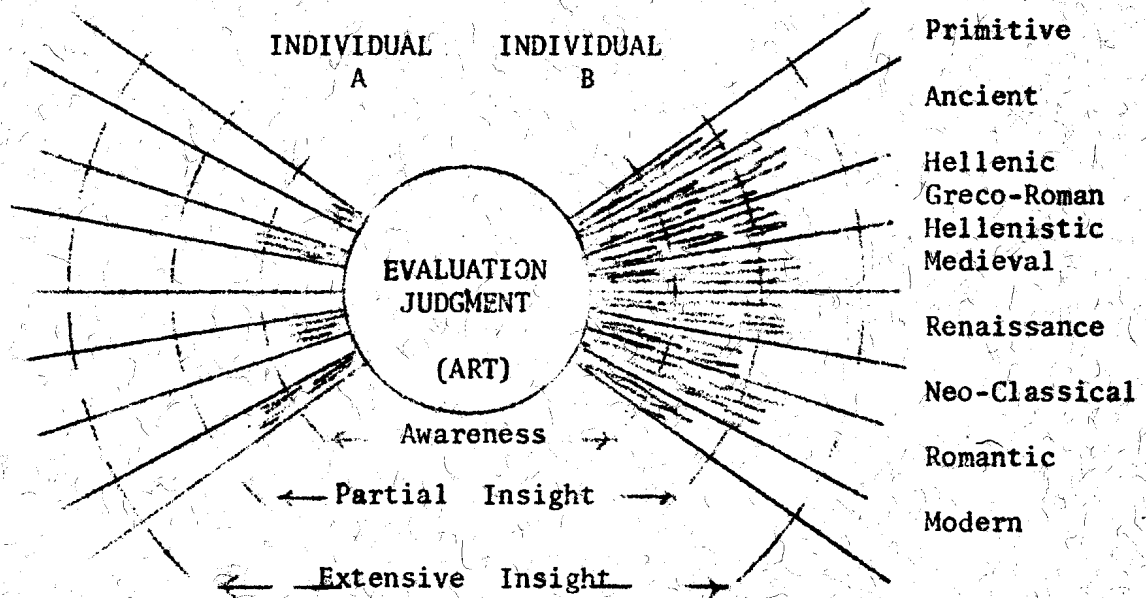 INDIVIDUAL A
INDIVIDUAL B
EVALUATION
JUDGMENT
(ART)
Awareness
Partial Insight
Extensive Insight
Primitive
Ancient
Hellenic
Greco-Roman
Hellenistic
Medieval
Renaissance
Neo-Classical
Romantic
Modern